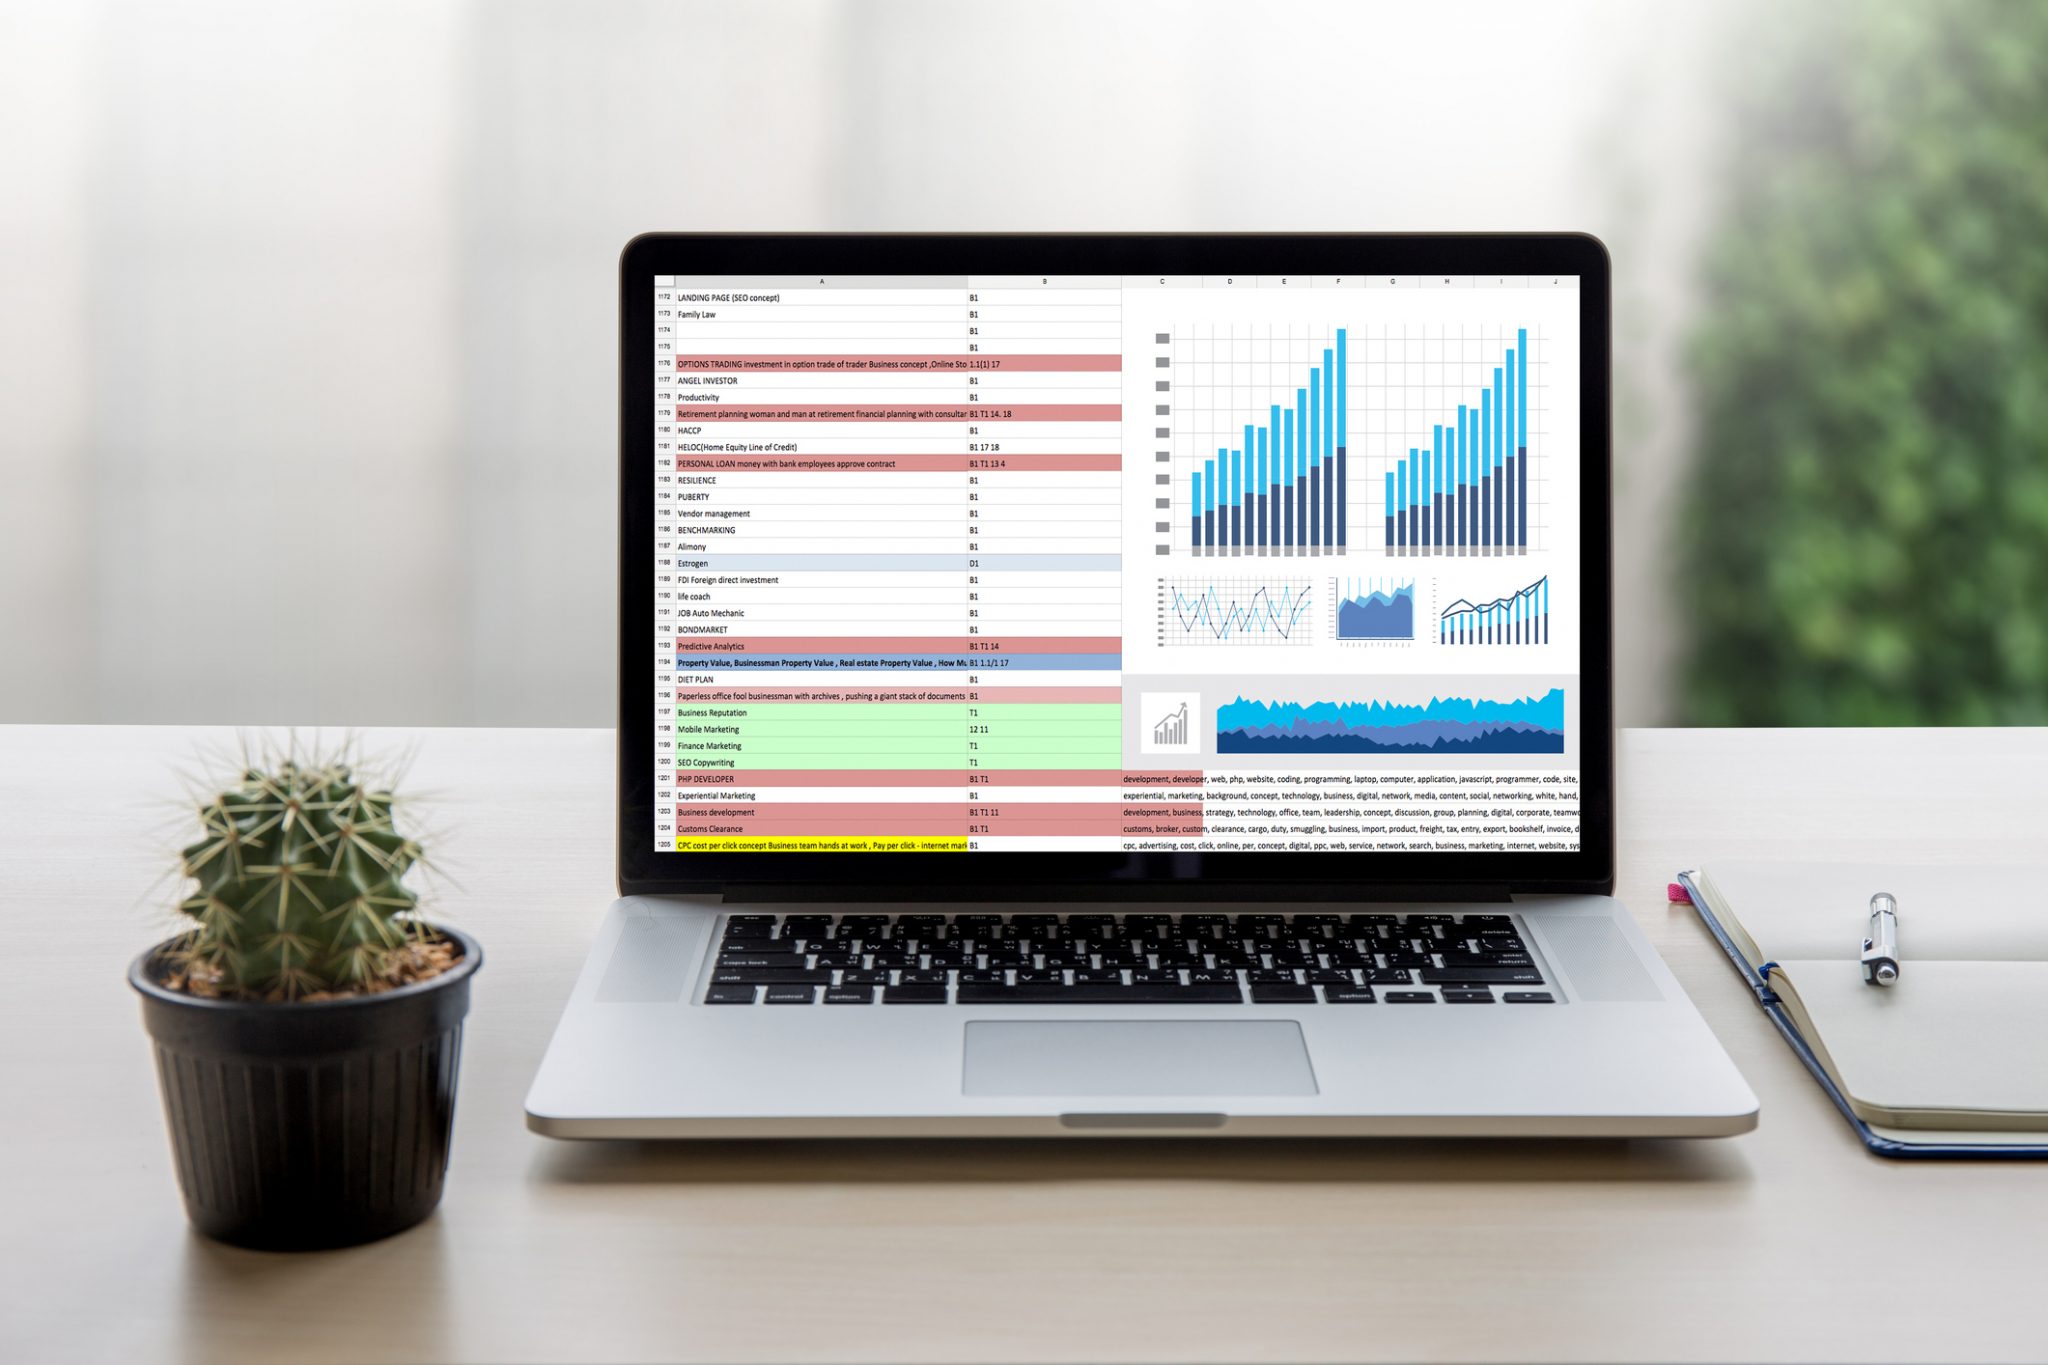 A B C D E F G H I J
1172 LANDING PAGE (SEO concept) B1
1173 Family Law B1
1174 B1
1175 B1
1176 OPTIONS TRADING investment in option trade of trader Business concept ,Online Sto 1.1(1) 17
1177 ANGEL INVESTOR B1
1178 Productivity B1
1179 Retirement planning woman and man at retirement financial planning with consultar B1 T1 14. 18
1180 HACCP B1
1181 HELOC(Home Equity Line of Credit) B1 17 18
1182 PERSONAL LOAN money with bank employees approve contract B1 T1 13 4
1183 RESILIENCE B1
1184 PUBERTY B1
1185 Vendor management B1
1186 BENCHMARKING B1
1187 Alimony B1
1188 Estrogen D1
1189 FDI Foreign direct investment B1
1190 life coach B1
1191 JOB Auto Mechanic B1
1192 BONDMARKET B1
1193 Predictive Analytics B1 T1 14
1194 Property Value, Businessman Property Value , Real estate Property Value , How Mu B1 1.1/1 17
1195 DIET PLAN B1
1196 Paperless office fool businessman with archives , pushing a giant stack of documents B1
1197 Business Reputation T1
1198 Mobile Marketing 12 11
1199 Finance Marketing T1
1200 SEO Copywriting T1
1201 PHP DEVELOPER B1 T1 development, developer, web, php, website, coding, programming, laptop, computer, application, javascript, programmer, code, site,
1202 Experiential Marketing B1 experiential, marketing, background, concept, technology, business, digital, network, media, content, social, networking, white, hand,
1203 Business development B1 T1 11 development, business, strategy, technology, office, team, leadership, concept, discussion, group, planning, digital, corporate, teamwo
1204 Customs Clearance B1 T1 customs, broker, custom, clearance, cargo, duty, smuggling, business, import, product, freight, tax, entry, export, bookshelf, invoice, d
1205 CPC cost per click concept Business team hands at work , Pay per click - internet mark B1 cpc, advertising, cost, click, online, per, concept, digital, ppc, web, service, network, search, business, marketing, internet, website, sys
delete
tab Q W E R T Y U I O P
caps lock A S D F G H J K L enter return
shift Z X C V B N M shift
fn control option option